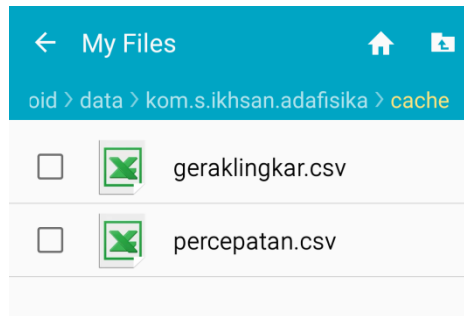 My Files
oid > data > kom.s.ikhsan.adafisika > cache
geraklingkar.csv
percepatan.csv